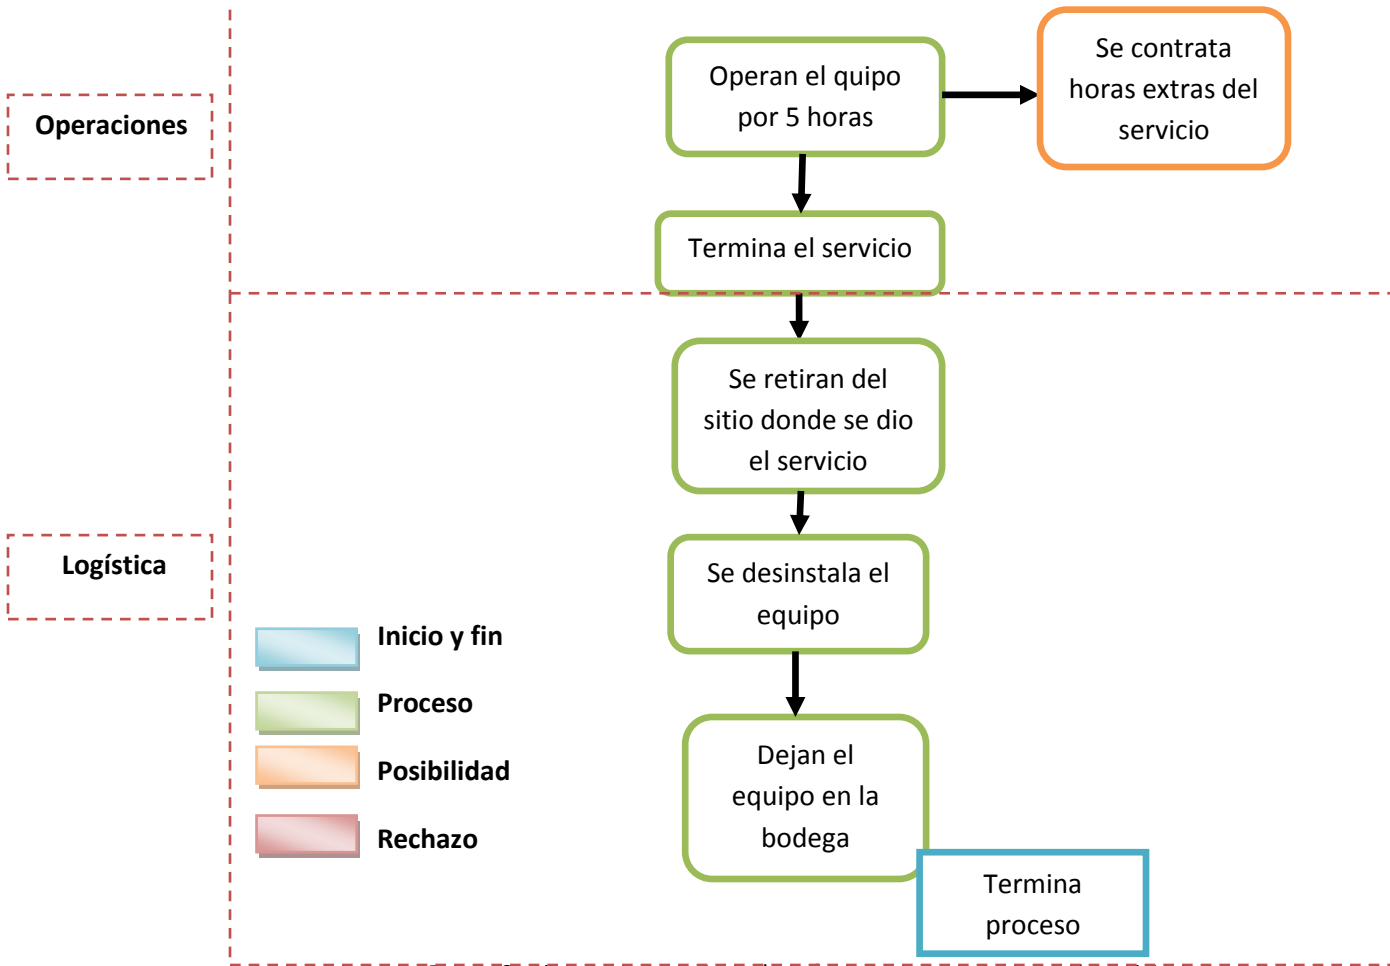 Operaciones
Operan el quipo
por 5 horas
Se contrata
horas extras del
servicio
Termina el servicio
Logística
Se retiran del
sitio donde se dio
el servicio
Se desinstala el
equipo
Dejan el
equipo en la
bodega
Termina
proceso
Inicio y fin
Proceso
Posibilidad
Rechazo